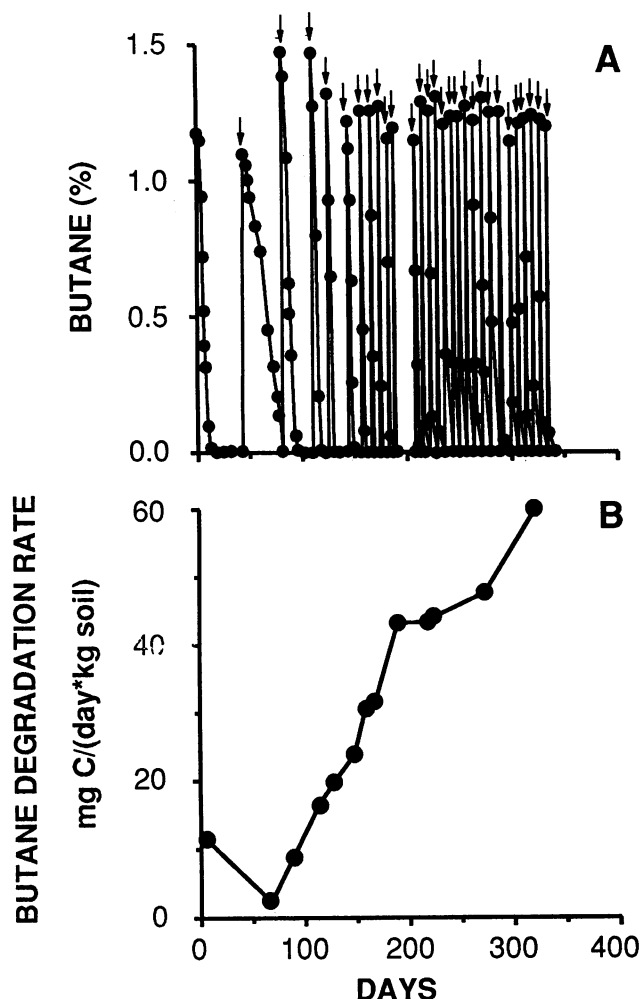 A
1.5
1.0
0.5
0.0
BUTANE (%)
B
60
40
20
0
BUTANE DEGRADATION RATE
mg C/(day*kg soil)
0 100 200 300 400
DAYS